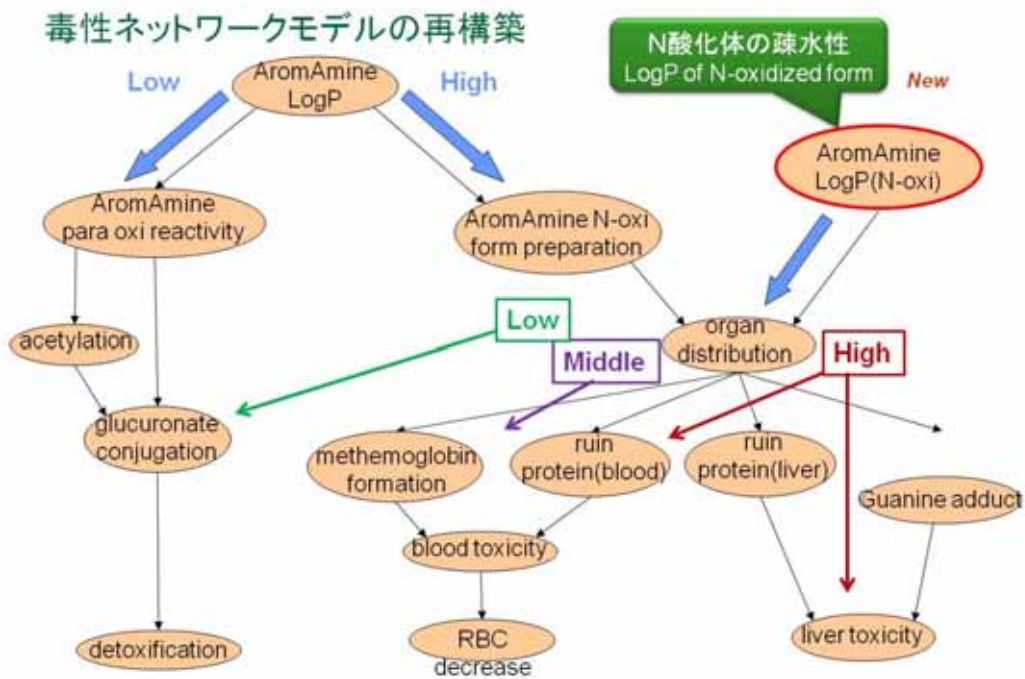 毒性ネットワークモデルの再構築
N酸化体の疎水性
LogP of N-oxidized form
New
Low
AromAmine
LogP
High
AromAmine
LogP(N-oxi)
AromAmine
para oxi reactivity
AromAmine N-oxi
form preparation
acetylation
Low
Middle
organ
distribution
High
glucuronate
conjugation
methemoglobin
formation
ruin
protein(blood)
ruin
protein(liver)
Guanine adduct
blood toxicity
detoxification
RBC
decrease
liver toxicity